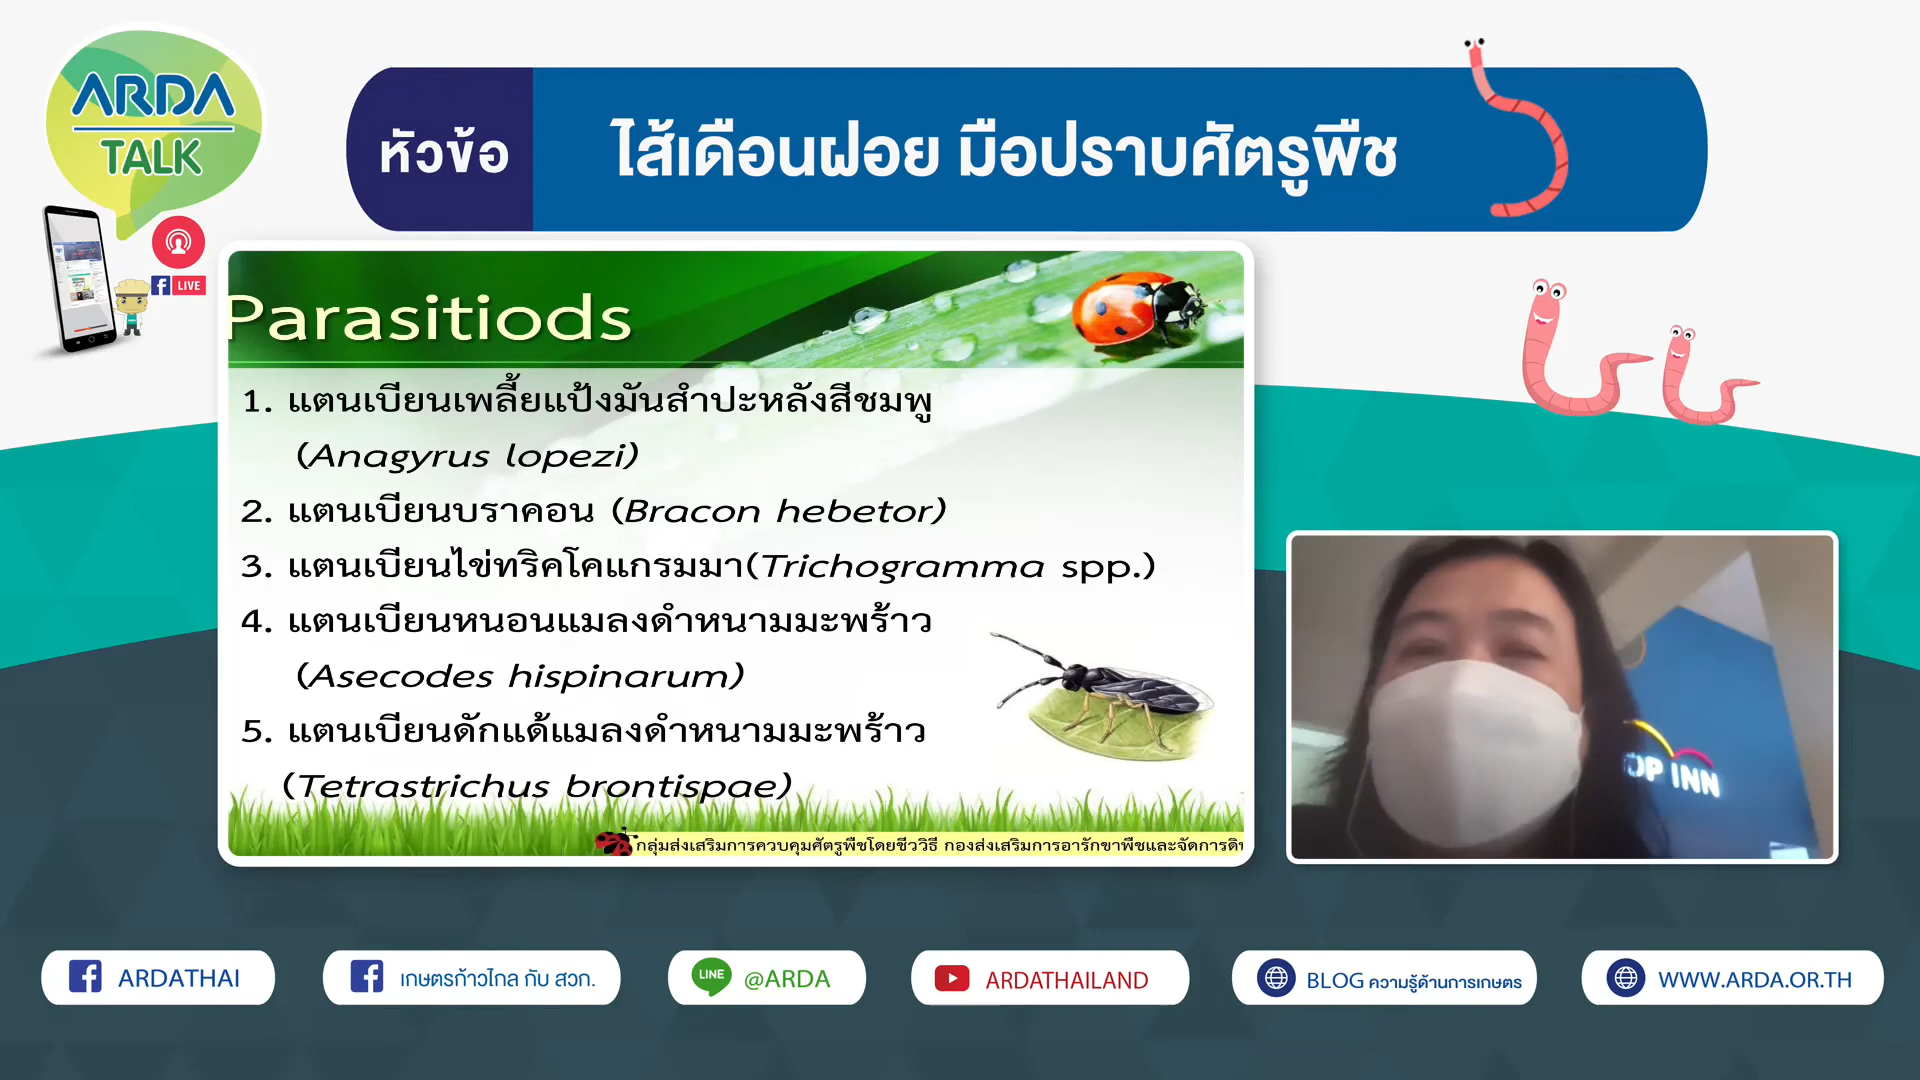 ARDA
TALK
LIVE
หัวข้อ
ไส้เดือนฝอย มือปราบศัตรูพืช
Parasitiods
1. แตนเบียนเพลี้ยแป้งมันสำปะหลังสีชมพู
(Anagyrus lopezi)
2. แตนเบียนบราคอน (Bracon hebetor)
3. แตนเบียนไข่ทริคโคแกรมมา(Trichogramma spp.)
4. แตนเบียนหนอนแมลงดำหนามมะพร้าว
(Asecodes hispinarum)
5. แตนเบียนดักแด้แมลงดำหนามมะพร้าว
(Tetrastrichus brontispae)
กลุ่มส่งเสริมการควบคุมศัตรูพืชโดยชีววิธี กองส่งเสริมการอารักขาพืชและจัดการดิ
OP INN
ARDATHAI
เกษตรก้าวไกล กับ สวก.
LINE
@ARDA
ARDATHAILAND
BLOG ความรู้ด้านการเกษตร
WWW.ARDA.OR.TH